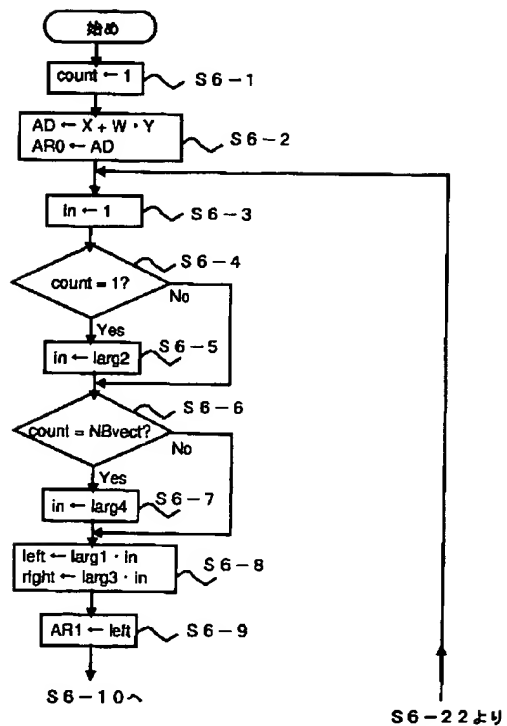 始め
count ← 1
S6-1
AD ← X + W・Y
AR0 ← AD
S6-2
in ← 1
S6-3
S6-4
count = 1?
No
Yes
in ← larg2
S6-5
S6-6
count = NBvect?
No
Yes
in ← larg4
S6-7
left ← larg1・in
right ← larg3・in
S6-8
AR1 ← left
S6-9
S6-10へ
S6-22より